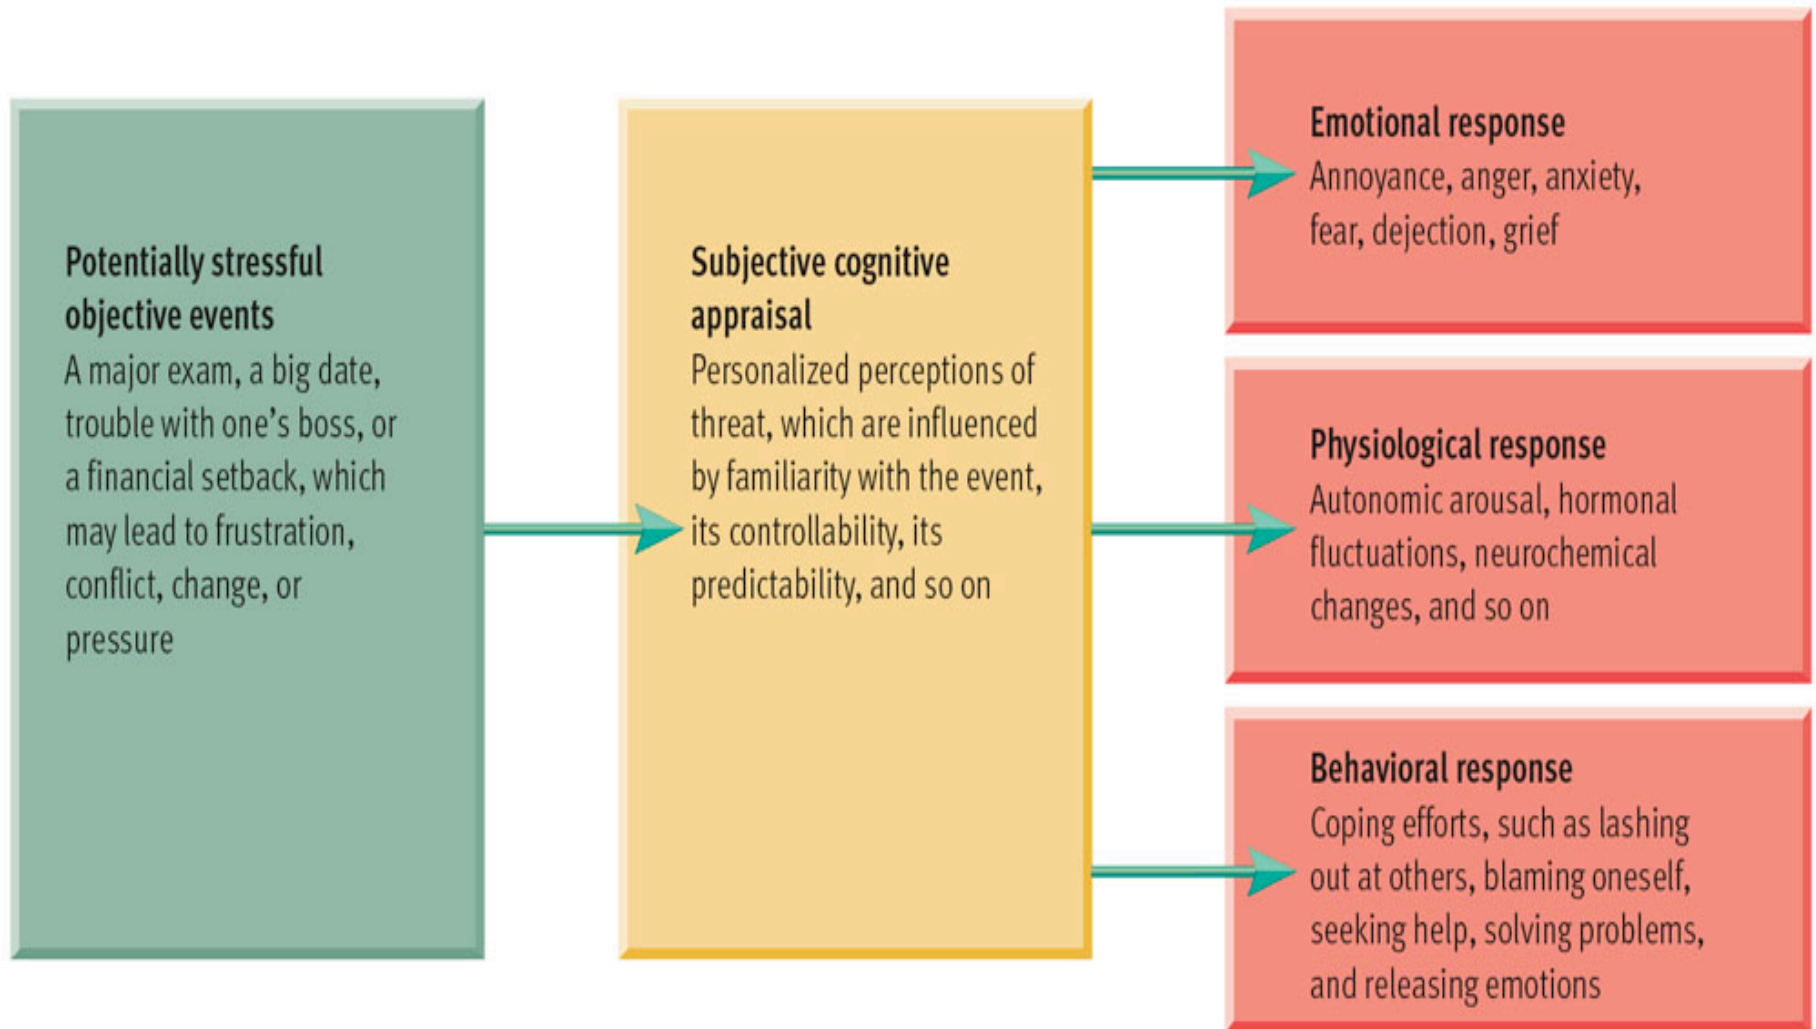 Potentially stressful
objective events
A major exam, a big date,
trouble with one's boss, or
a financial setback, which
may lead to frustration,
conflict, change, or
pressure
Subjective cognitive
appraisal
Personalized perceptions of
threat, which are influenced
by familiarity with the event,
its controllability, its
predictability, and so on
Emotional response
Annoyance, anger, anxiety,
fear, dejection, grief
Physiological response
Autonomic arousal, hormonal
fluctuations, neurochemical
changes, and so on
Behavioral response
Coping efforts, such as lashing
out at others, blaming oneself,
seeking help, solving problems,
and releasing emotions